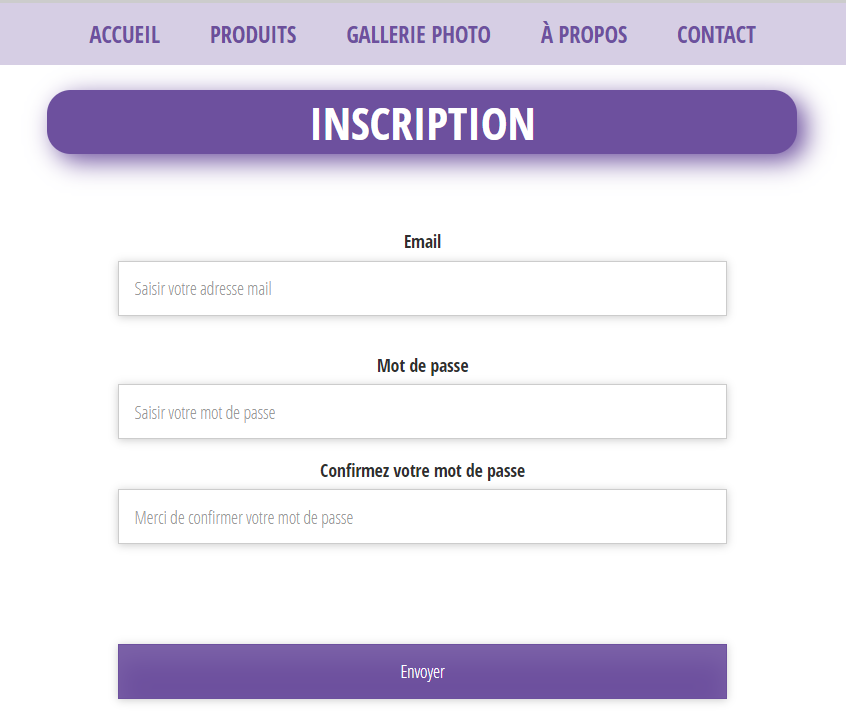 ACCUEIL PRODUITS GALLERIE PHOTO À PROPOS CONTACT
INSCRIPTION
Email
Saisir votre adresse mail
Mot de passe
Saisir votre mot de passe
Confirmez votre mot de passe
Merci de confirmer votre mot de passe
Envoyer